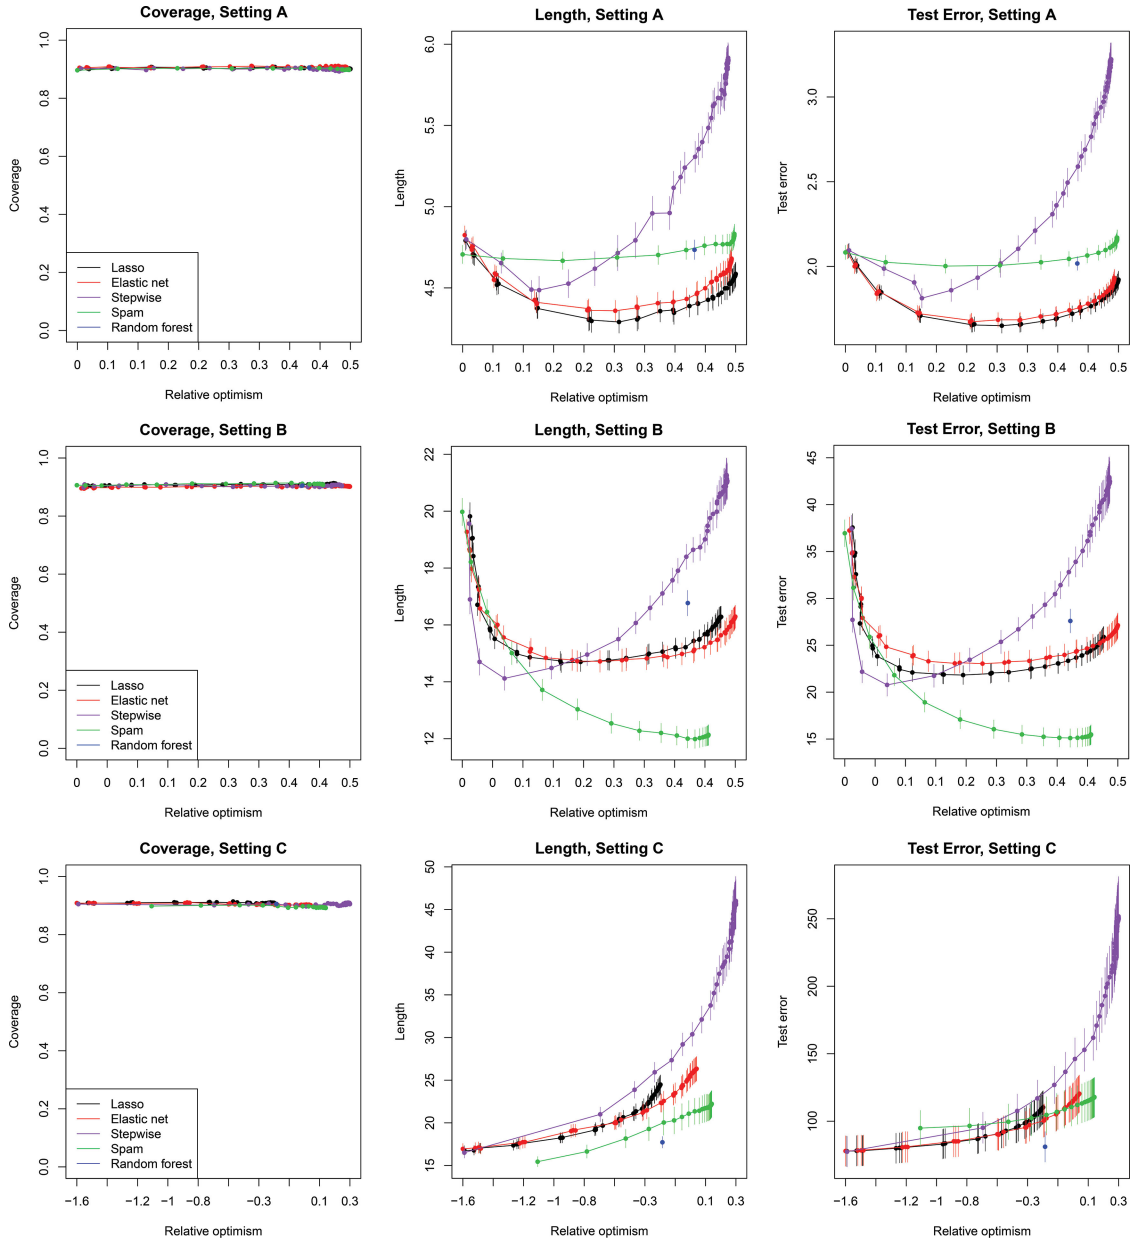 Coverage, Setting A
Length, Setting A
Test Error, Setting A
Coverage
0.0 0.2 0.4 0.6 0.8 1.0
Lasso
Elastic net
Stepwise
Spam
Random forest
0 0.1 0.1 0.2 0.2 0.3 0.3 0.4 0.4 0.5
Relative optimism
Length
4.5 5.0 5.5 6.0
0 0.1 0.1 0.2 0.2 0.3 0.3 0.4 0.4 0.5
Relative optimism
Test error
2.0 2.5 3.0
0 0.1 0.1 0.2 0.2 0.3 0.3 0.4 0.4 0.5
Relative optimism
Coverage, Setting B
Length, Setting B
Test Error, Setting B
Coverage
0.0 0.2 0.4 0.6 0.8 1.0
Lasso
Elastic net
Stepwise
Spam
Random forest
0 0 0.1 0.1 0.2 0.3 0.3 0.4 0.4 0.5
Relative optimism
Length
12 14 16 18 20 22
0 0 0.1 0.1 0.2 0.3 0.3 0.4 0.4 0.5
Relative optimism
Test error
15 20 25 30 35 40 45
0 0 0.1 0.1 0.2 0.3 0.3 0.4 0.4 0.5
Relative optimism
Coverage, Setting C
Length, Setting C
Test Error, Setting C
Coverage
0.0 0.2 0.4 0.6 0.8 1.0
Lasso
Elastic net
Stepwise
Spam
Random forest
−1.6 −1 −0.8 −0.3 0.1 0.3
Relative optimism
Length
15 20 25 30 35 40 45 50
−1.6 −1 −0.8 −0.3 0.1 0.3
Relative optimism
Test error
100 150 200 250
−1.6 −1 −0.8 −0.3 0.1 0.3
Relative optimism